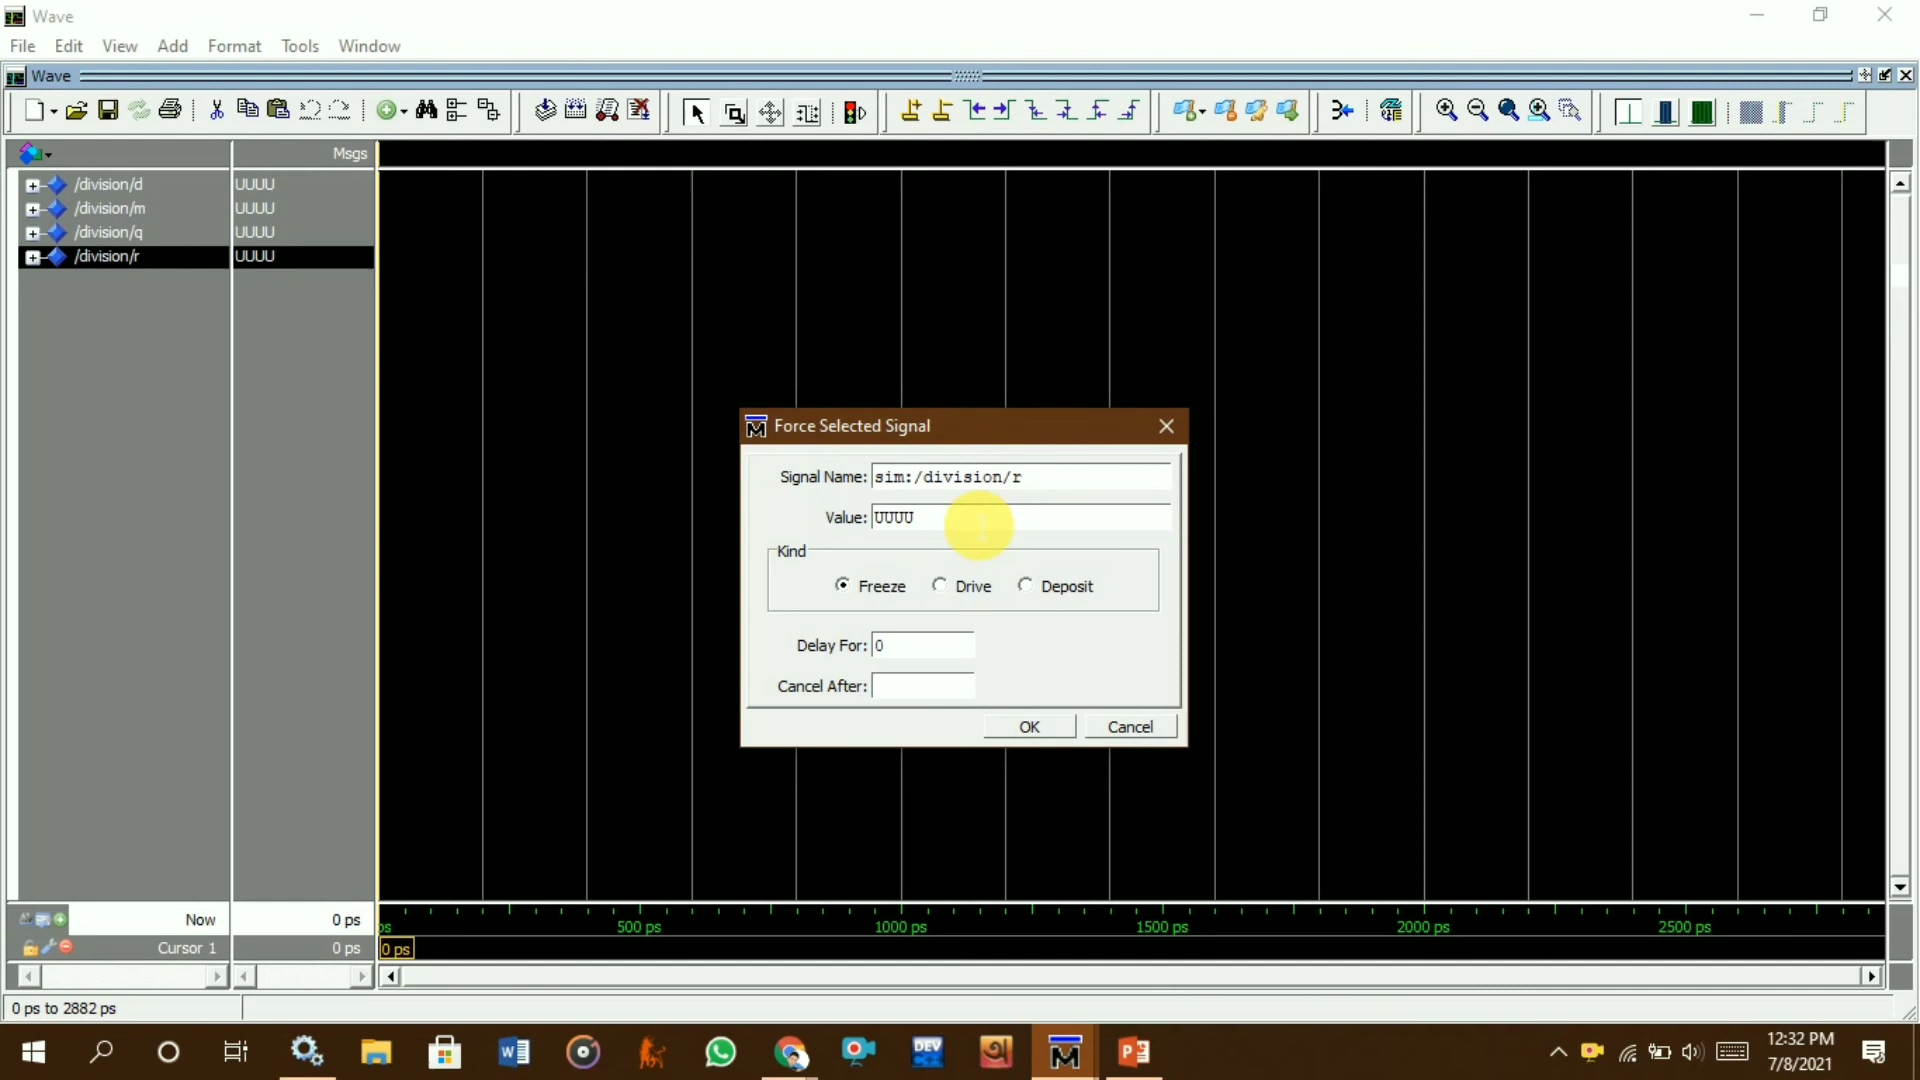 Wave
File Edit View Add Format Tools Window
Wave
Msgs
/division/d UUUU
/division/m UUUU
/division/q UUUU
/division/r UUUU
Force Selected Signal
Signal Name: sim:/division/r
Value: UUUU
Kind
Freeze Drive Deposit
Delay For: 0
Cancel After:
OK Cancel
Now 0 ps
ps 500 ps 1000 ps 1500 ps 2000 ps 2500 ps
Cursor 1 0 ps 0 ps
0 ps to 2882 ps
DEV
12:32 PM
7/8/2021